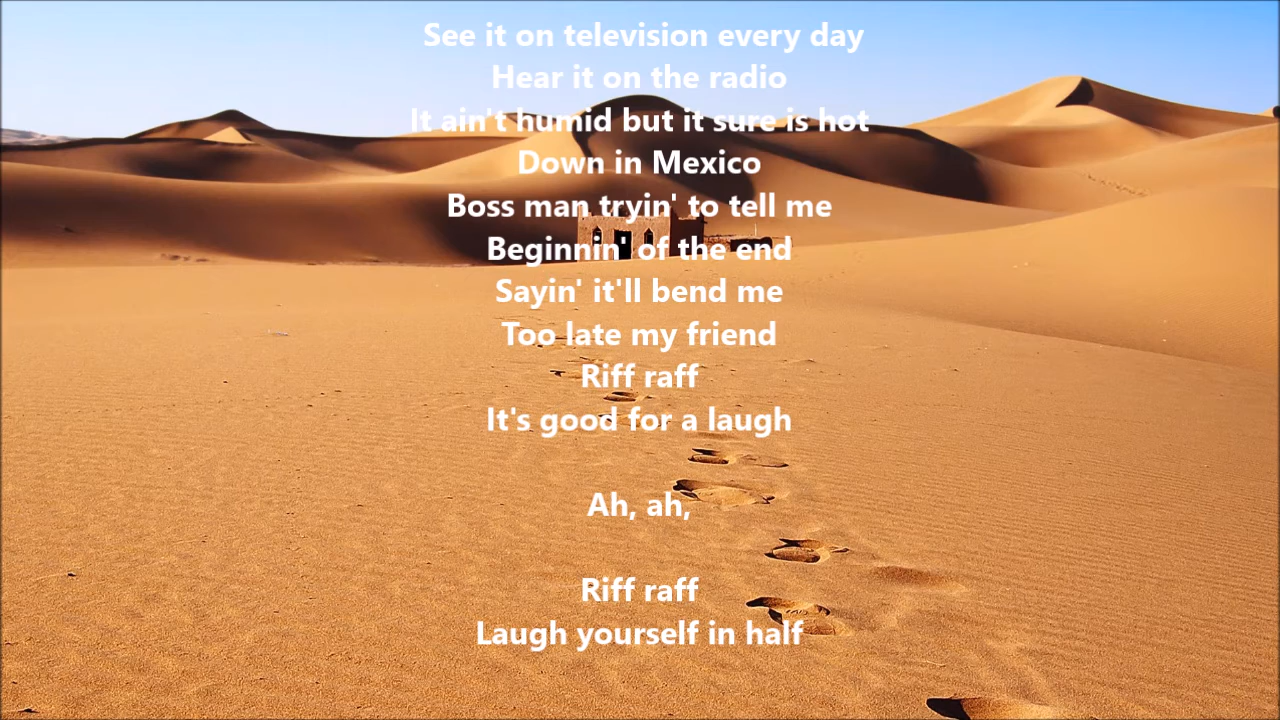 See it on television every day
Hear it on the radio
It ain't humid but it sure is hot
Down in Mexico
Boss man tryin' to tell me
Beginnin' of the end
Sayin' it'll bend me
Too late my friend
Riff raff
It's good for a laugh
Ah, ah,
Riff raff
Laugh yourself in half